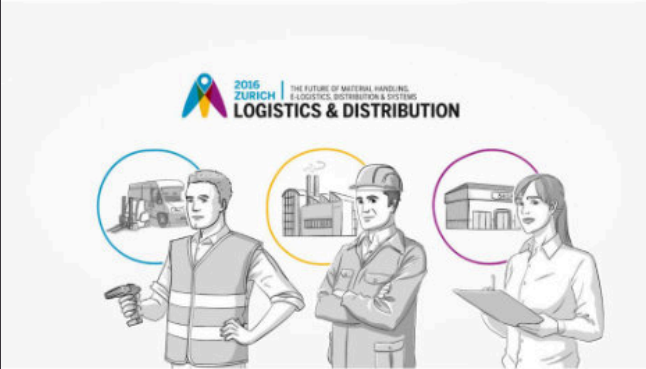 2016
ZURICH
THE FUTURE OF MATERIAL HANDLING,
E-LOGISTICS, DISTRIBUTION & SYSTEMS
LOGISTICS & DISTRIBUTION